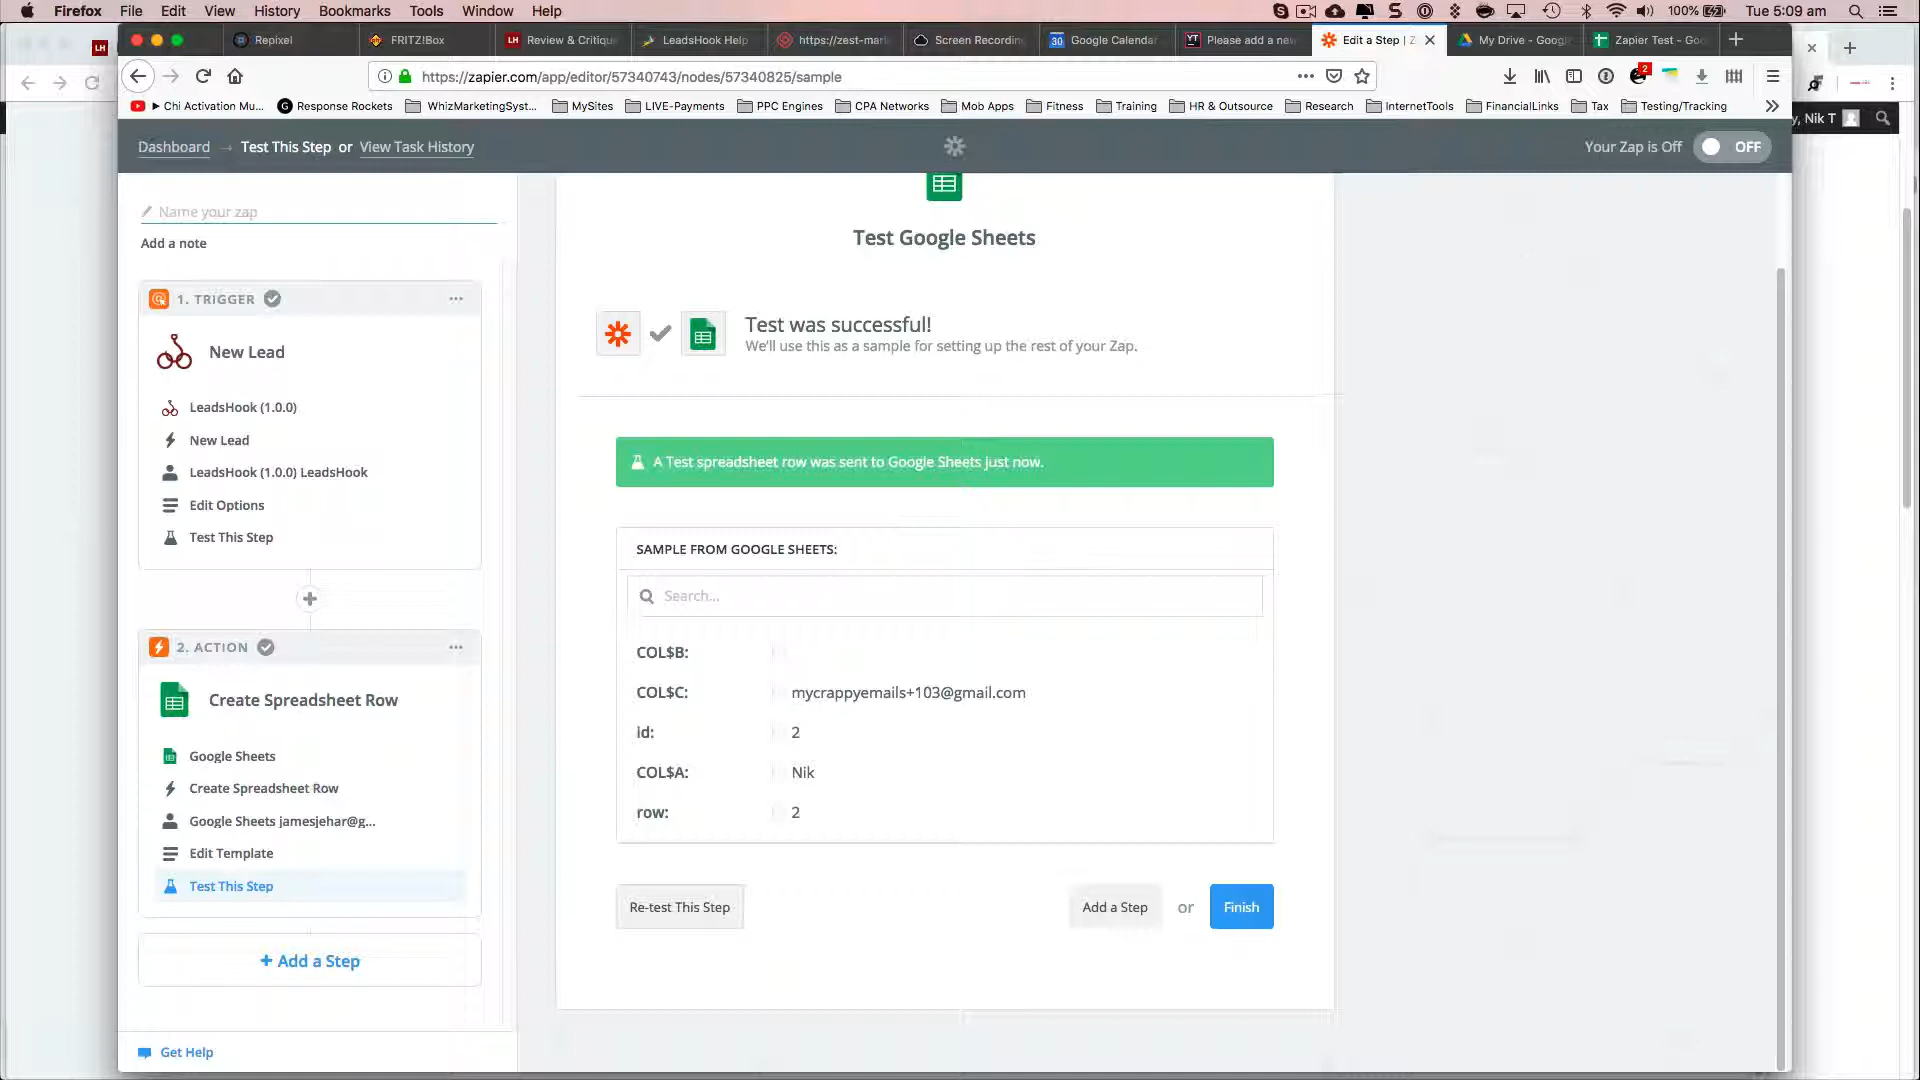 Firefox File Edit View History Bookmarks Tools Window Help
100% Tue 5:09 am
Repixel
FRITZ!Box
LH Review & Critiqu
LeadsHook Help
https://zest-mark
Screen Recording
30 Google Calendar
YT Please add a new
Edit a Step | Z
My Drive - Googl
Zapier Test - Goo
https://zapier.com/app/editor/57340743/nodes/57340825/sample
2
Chi Activation Mu...
Response Rockets
WhizMarketingSyst...
MySites
LIVE-Payments
PPC Engines
CPA Networks
Mob Apps
Fitness
Training
HR & Outsource
Research
InternetTools
FinancialLinks
Tax
Testing/Tracking
y, Nik T
Dashboard → Test This Step or View Task History
Your Zap is Off OFF
Name your zap
Add a note
1. TRIGGER
New Lead
LeadsHook (1.0.0)
New Lead
LeadsHook (1.0.0) LeadsHook
Edit Options
Test This Step
2. ACTION
Create Spreadsheet Row
Google Sheets
Create Spreadsheet Row
Google Sheets jamesjehar@g...
Edit Template
Test This Step
+ Add a Step
Get Help
Test Google Sheets
Test was successful!
We'll use this as a sample for setting up the rest of your Zap.
A Test spreadsheet row was sent to Google Sheets just now.
SAMPLE FROM GOOGLE SHEETS:
Search...
COL$B:
COL$C: mycrappyemails+103@gmail.com
id: 2
COL$A: Nik
row: 2
Re-test This Step
Add a Step or Finish